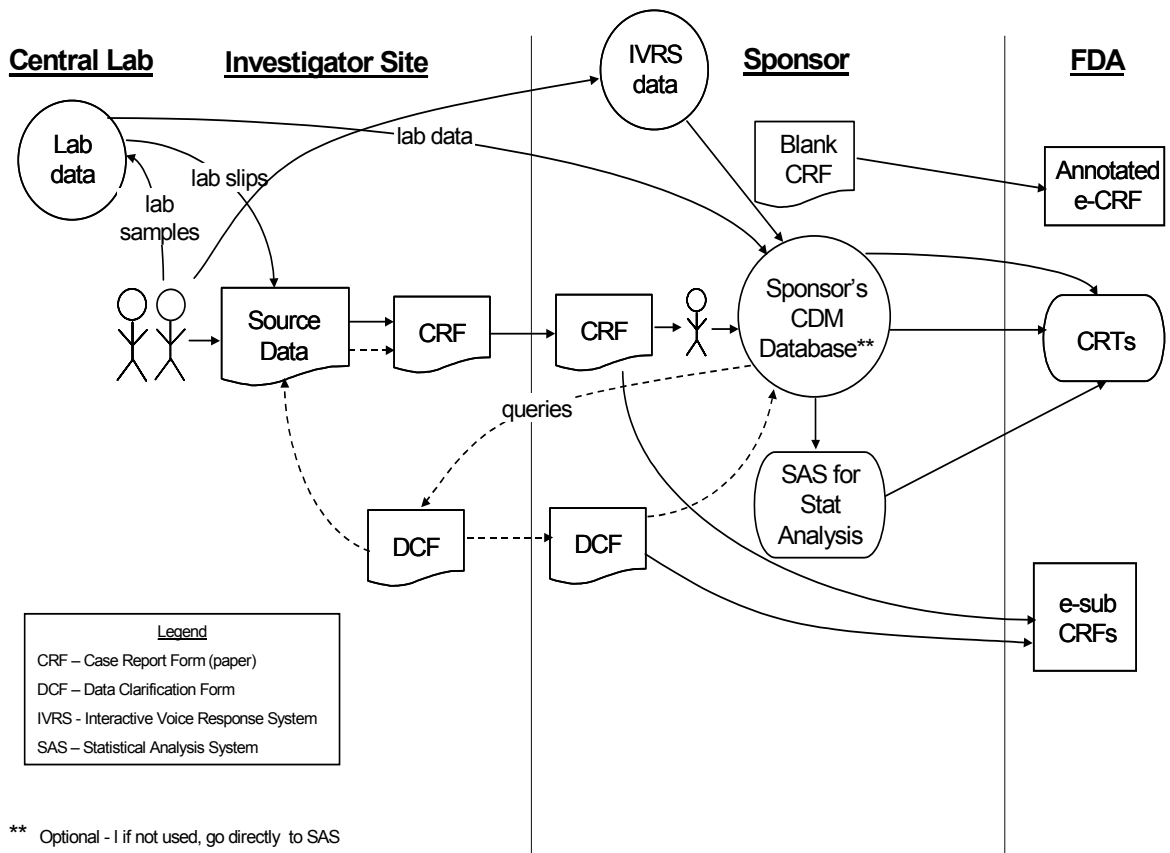 Central Lab
Investigator Site
Sponsor
FDA
IVRS
data
Lab
data
lab data
lab slips
lab
samples
Blank
CRF
Annotated
e-CRF
Source
Data
CRF
CRF
Sponsor's
CDM
Database**
CRTs
queries
SAS for
Stat
Analysis
DCF
DCF
e-sub
CRFs
Legend
CRF – Case Report Form (paper)
DCF – Data Clarification Form
IVRS - Interactive Voice Response System
SAS – Statistical Analysis System
** Optional - I if not used, go directly to SAS